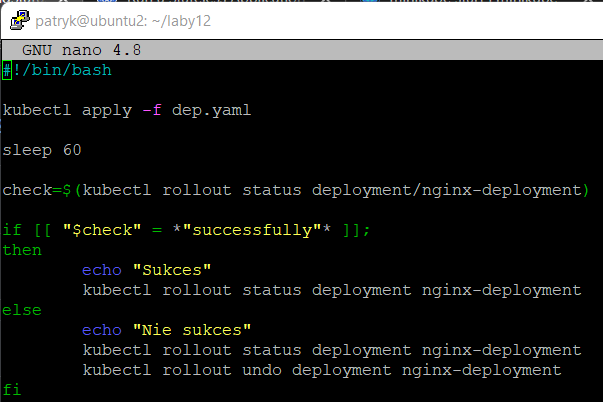 patryk@ubuntu2: ~/laby12
GNU nano 4.8
#!/bin/bash
kubectl apply -f dep.yaml
sleep 60
check=$(kubectl rollout status deployment/nginx-deployment)
if [[ "$check" = *"successfully"* ]];
then
echo "Sukces"
kubectl rollout status deployment nginx-deployment
else
echo "Nie sukces"
kubectl rollout status deployment nginx-deployment
kubectl rollout undo deployment nginx-deployment
fi